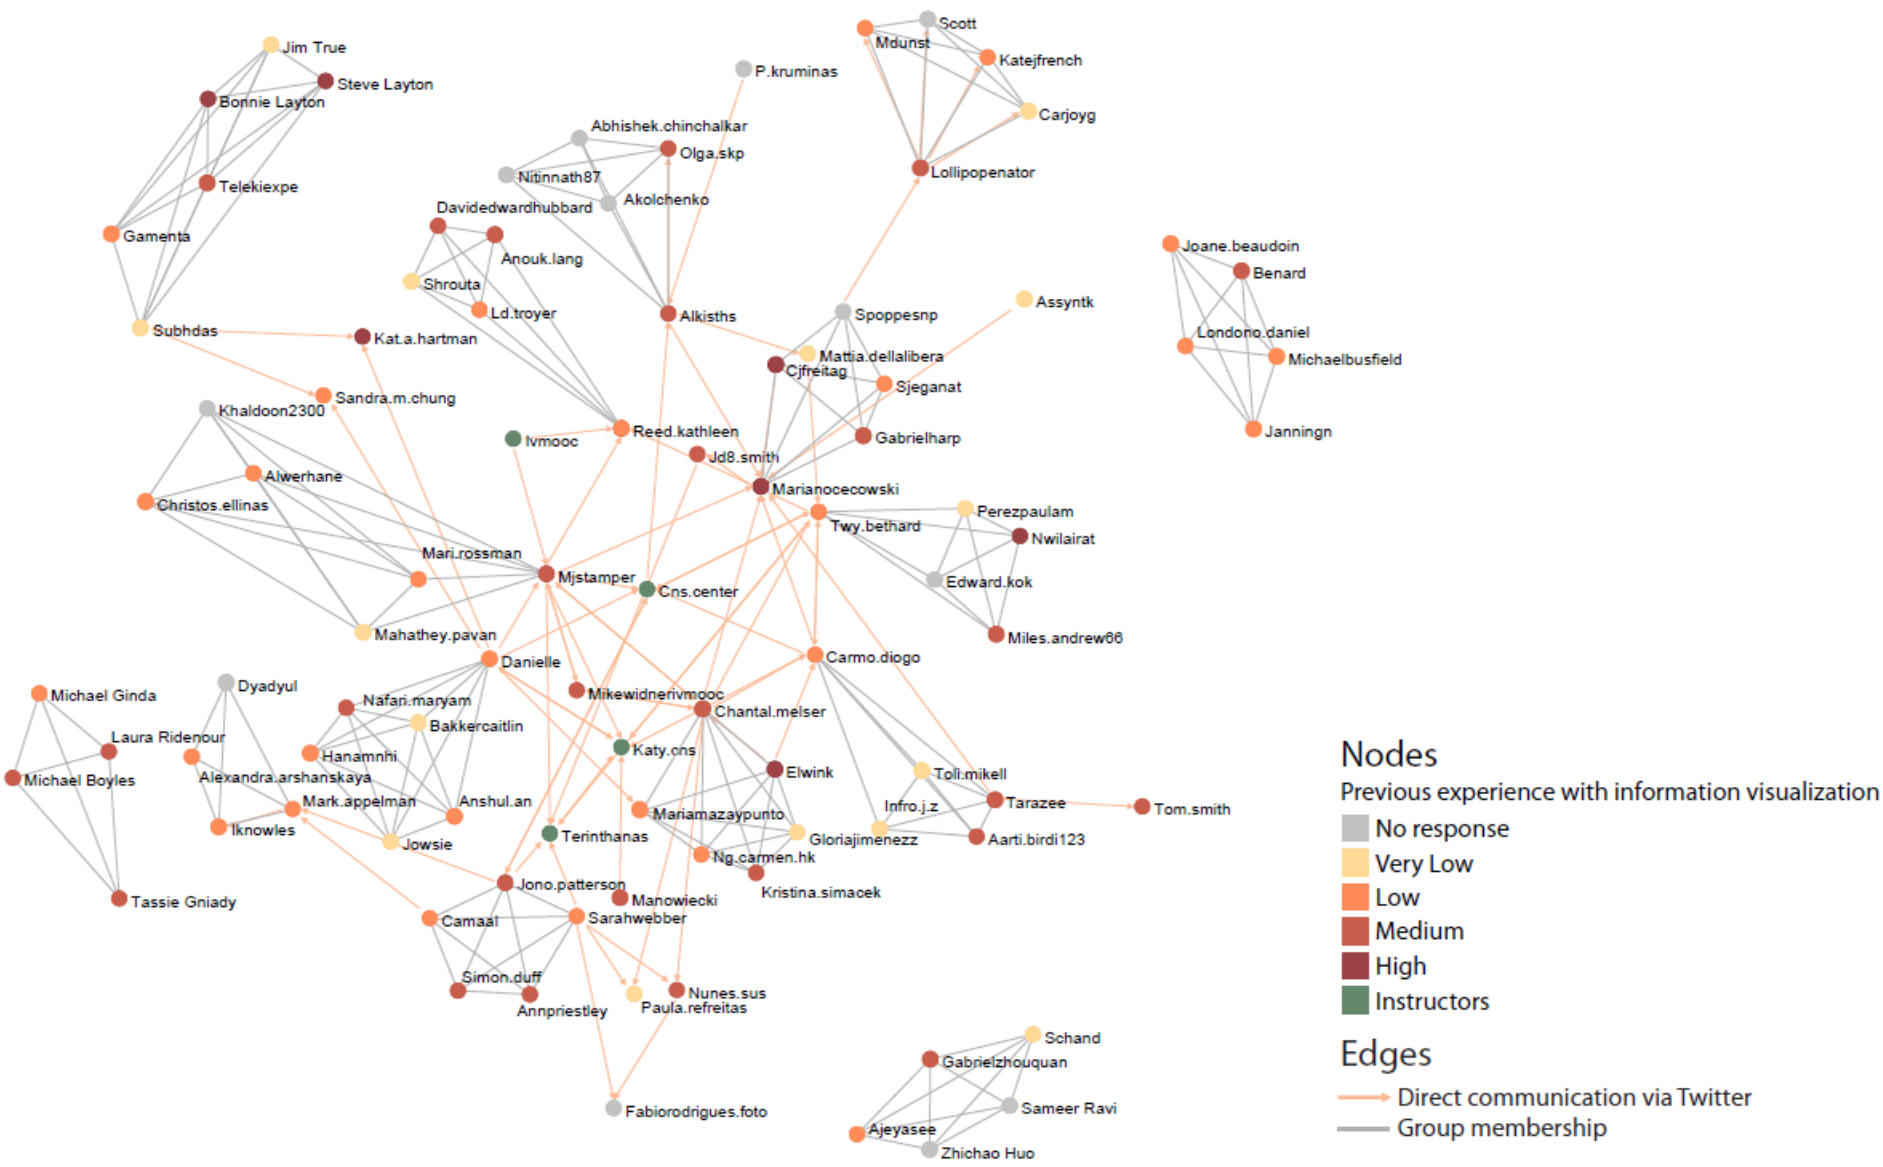 Scott
Mdunst
Jim True
Katejfrench
P.kruminas
Steve Layton
Bonnie Layton
Carjoyg
Abhishek.chinchalkar
Olga.skp
Lollipopenator
Nitinnath87
Telekiexpe
Akolchenko
Davidedwardhubbard
Gamenta
Joane.beaudoin
Anouk.lang
Benard
Shrouta
Assyntk
Ld.troyer
Alkisths
Spoppesnp
Subhdas
Londono.daniel
Kat.a.hartman
Mattia.dellalibera
Michaelbusfield
Cjfreitag
Sjeganat
Sandra.m.chung
Khaldoon2300
Reed.kathleen
Janningn
Ivmooc
Gabrielharp
Jd8.smith
Alwerhane
Marianocecowski
Christos.ellinas
Perezpaulam
Twy.bethard
Nwilairat
Mari.rossman
Mjstamper
Edward.kok
Cns.center
Mahathey.pavan
Miles.andrew66
Carmo.diogo
Danielle
Dyadyul
Michael Ginda
Mikewidnerivmooc
Nafari.maryam
Chantal.melser
Bakkercaitlin
Laura Ridenour
Katy.cns
Hanamnhi
Elwink
Toli.mikell
Alexandra.arshanskaya
Michael Boyles
Mark.appelman
Anshul.an
Infro.j.z
Tarazee
Tom.smith
Mariamazaypunto
Iknowles
Terinthanas
Gloriajimenezz
Aarti.birdi123
Jowsie
Ng.carmen.hk
Jono.patterson
Kristina.simacek
Manowiecki
Tassie Gniady
Camaal
Sarahwebber
Simon.duff
Nunes.sus
Paula.refreitas
Annpriestley
Schand
Gabrielzhouquan
Sameer Ravi
Fabiorodrigues.foto
Ajeyasee
Zhichao Huo
Nodes
Previous experience with information visualization
No response
Very Low
Low
Medium
High
Instructors
Edges
Direct communication via Twitter
Group membership